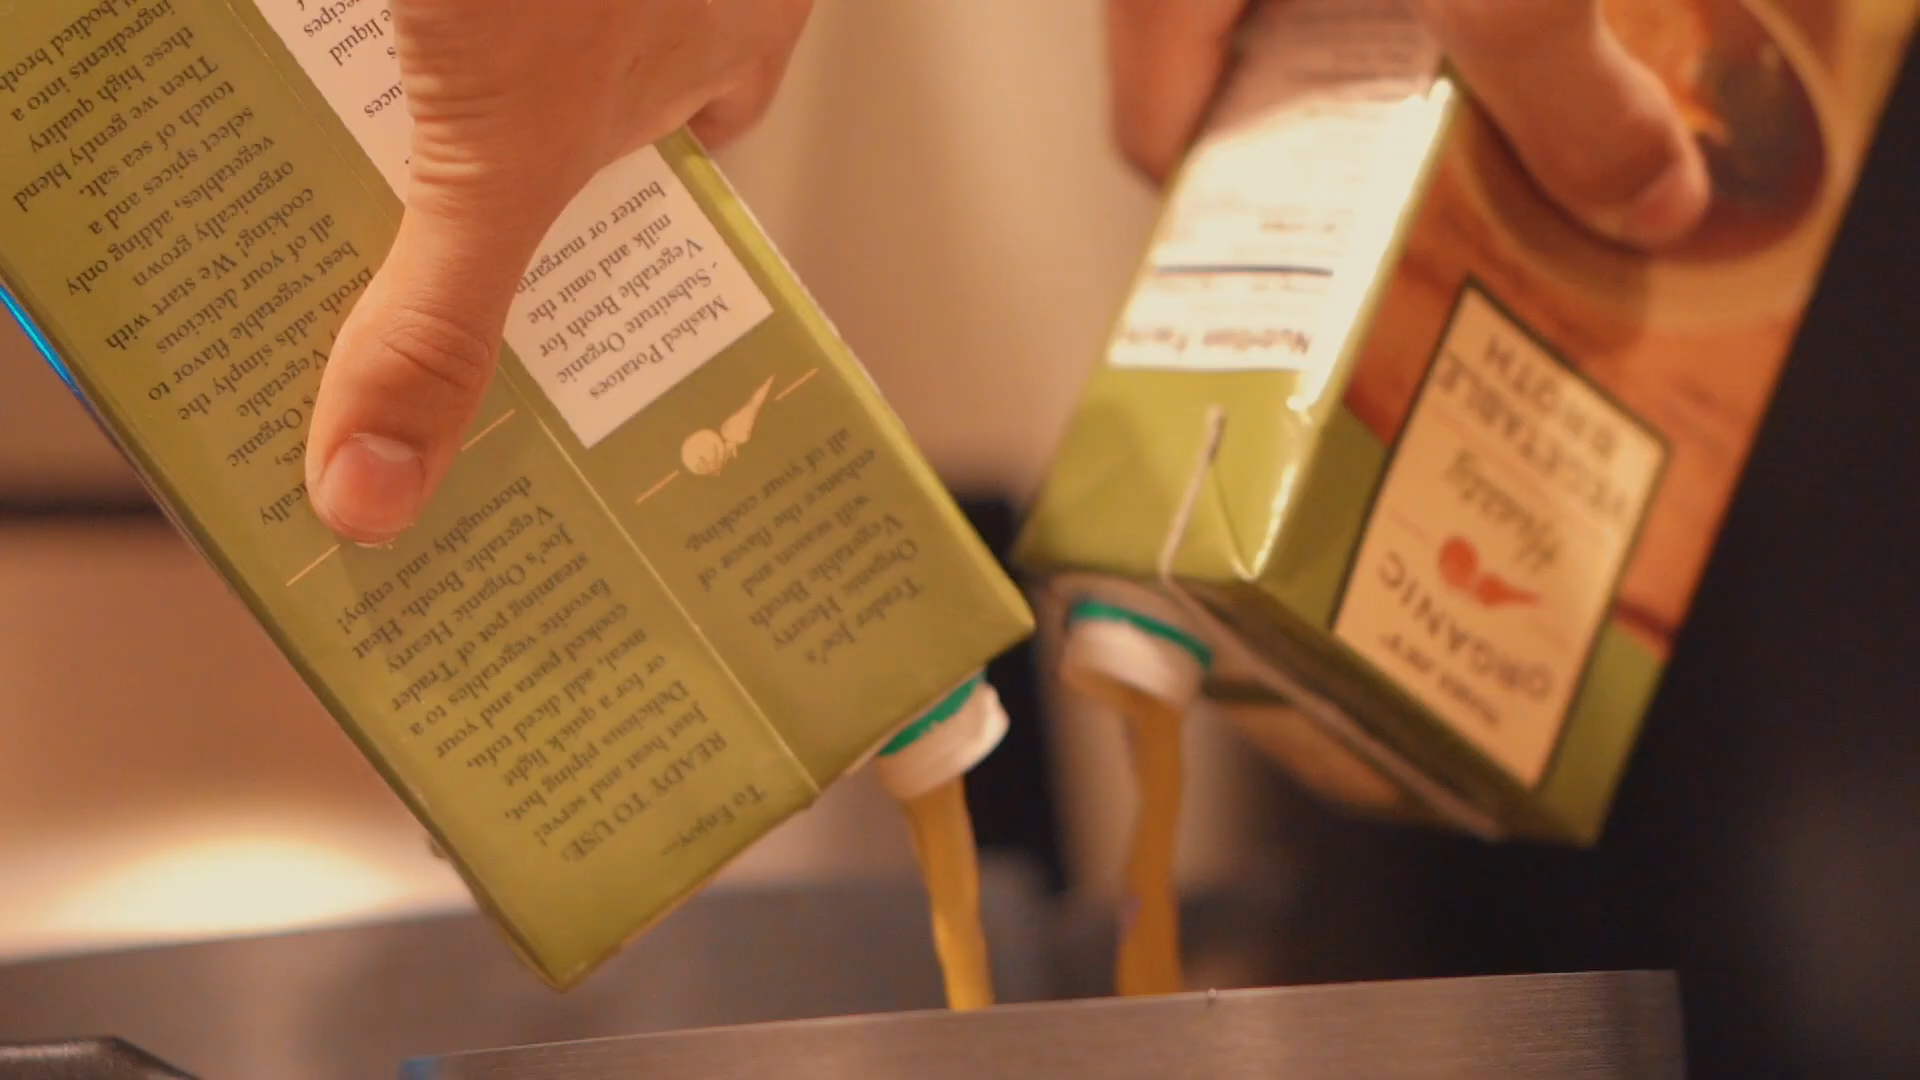 Trader Joe's
Organic Hearty
Vegetable Broth
will season and
enhance the flavor of
all of your cooking.
Mashed Potatoes
- Substitute Organic
Vegetable Broth for
milk and omit the
butter or
liquid
To Enjoy...
READY TO USE:
Just heat and serve!
Delicious piping hot,
or for a quick light
meal, add diced tofu,
cooked pasta and your
favorite vegetables to a
steaming pot of Trader
Joe's Organic Hearty
Vegetable Broth. Heat
thoroughly and enjoy!
Organic
Vegetable
Broth adds simply the
best vegetable flavor to
all of your delicious
cooking! We start with
organically grown
vegetables, adding only
select spices and a
touch of sea salt.
Then we gently blend
these high quality
ingredients into a
bodied broth
Nutrition Facts
TRADER JOE'S
ORGANIC
Hearty
VEGETABLE
BROTH